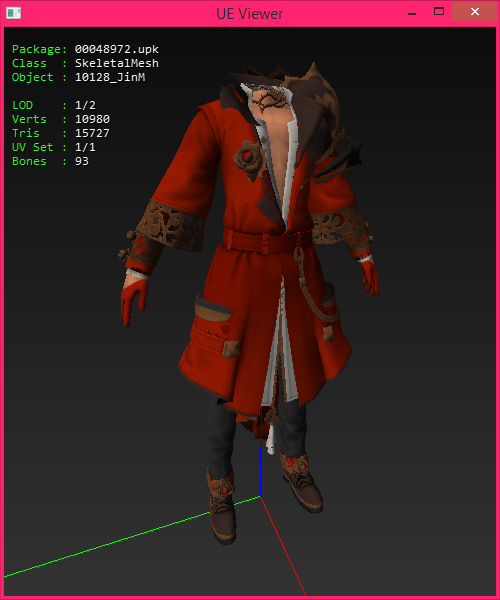 UE Viewer
Package: 00048972.upk
Class  : SkeletalMesh
Object : 10128_JinM
LOD    : 1/2
Verts  : 10980
Tris   : 15727
UV Set : 1/1
Bones  : 93